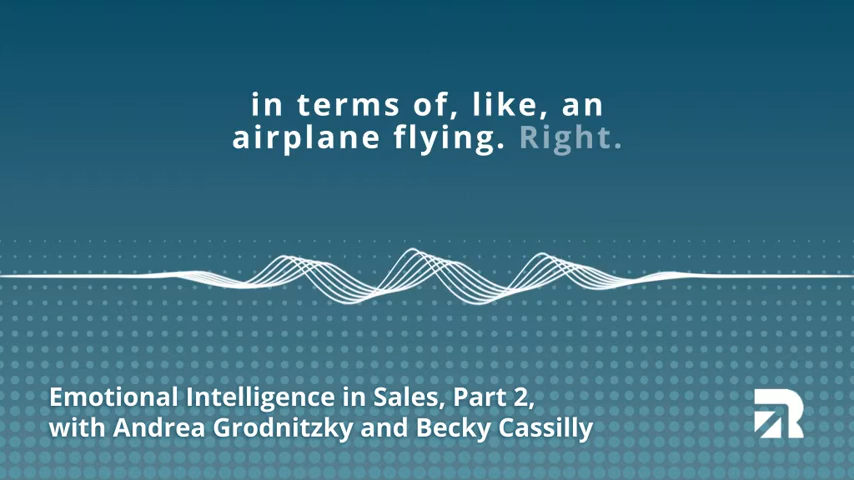 in terms of, like, an
airplane flying. Right.
Emotional Intelligence in Sales, Part 2,
with Andrea Grodnitzky and Becky Cassilly